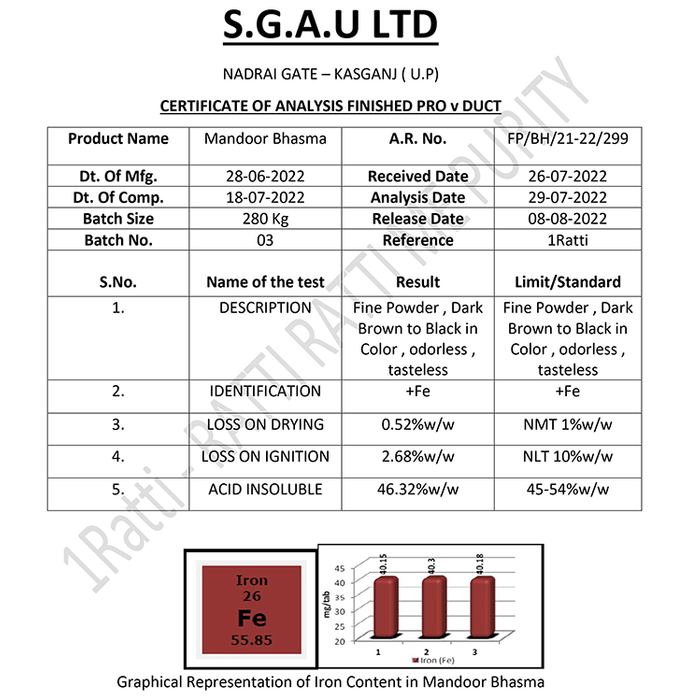 S.G.A.U LTD
NADRAI GATE – KASGANJ ( U.P)
CERTIFICATE OF ANALYSIS FINISHED PRO v DUCT
Product Name Mandoor Bhasma A.R. No. FP/BH/21-22/299
Dt. Of Mfg. 28-06-2022 Received Date 26-07-2022
Dt. Of Comp. 18-07-2022 Analysis Date 29-07-2022
Batch Size 280 Kg Release Date 08-08-2022
Batch No. 03 Reference 1Ratti
S.No. Name of the test Result Limit/Standard
1. DESCRIPTION Fine Powder , Dark Fine Powder , Dark
Brown to Black in Brown to Black in
Color , odorless , Color , odorless ,
tasteless tasteless
2. IDENTIFICATION +Fe +Fe
3. LOSS ON DRYING 0.52%w/w NMT 1%w/w
4. LOSS ON IGNITION 2.68%w/w NLT 10%w/w
5. ACID INSOLUBLE 46.32%w/w 45-54%w/w
1Ratti - RATTI RATTI ME PURITY
Iron
26
Fe
55.85
40.15 40.3 40.18
45
40
35
30
25
20
mg/tab
1 2 3
Iron (Fe)
Graphical Representation of Iron Content in Mandoor Bhasma